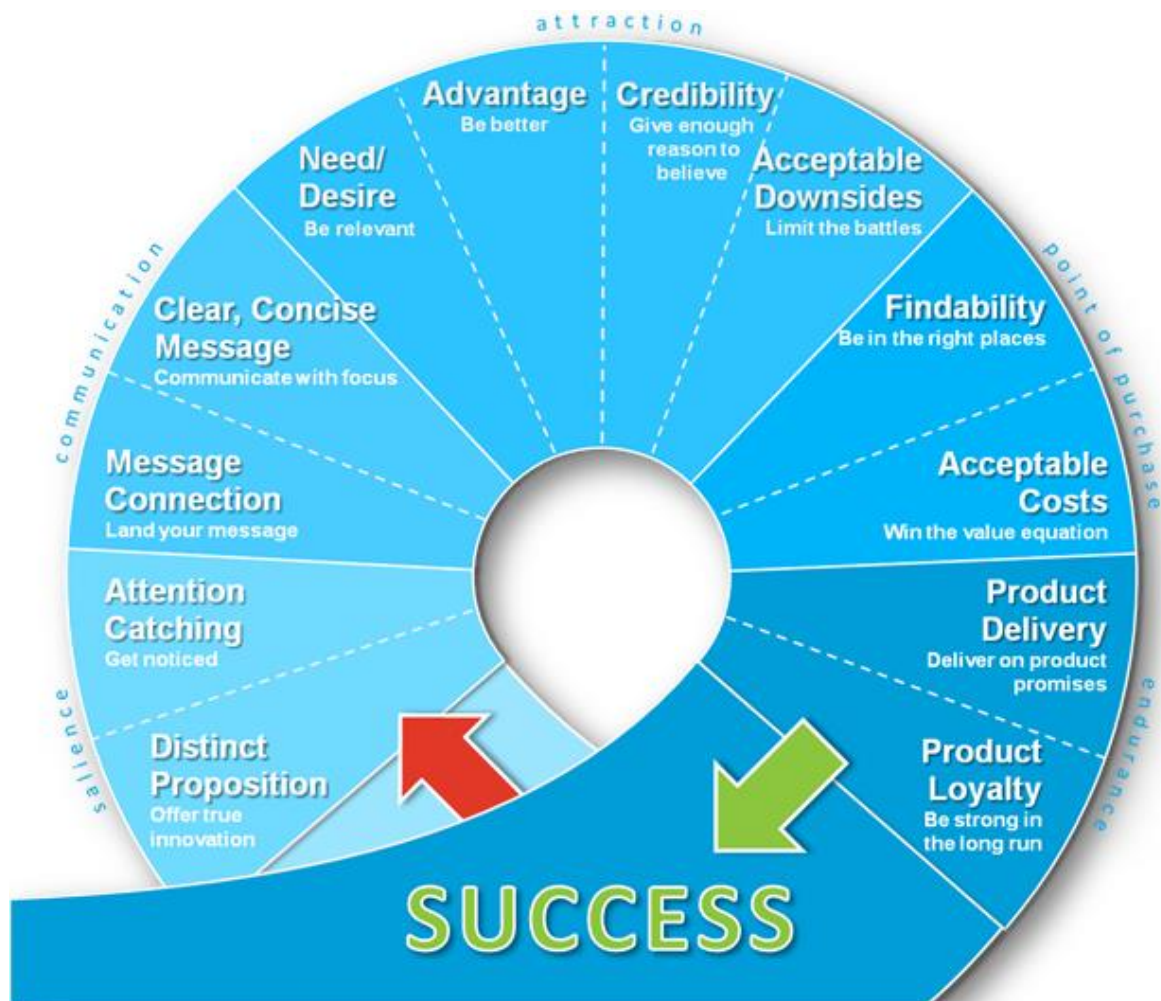 attraction
Advantage
Be better
Credibility
Give enough
reason to
believe
Need/
Desire
Be relevant
Acceptable
Downsides
Limit the battles
communication
Clear, Concise
Message
Communicate with focus
Message
Connection
Land your message
point of purchase
Findability
Be in the right places
Acceptable
Costs
Win the value equation
salience
Attention
Catching
Get noticed
Distinct
Proposition
Offer true
innovation
endurance
Product
Delivery
Deliver on product
promises
Product
Loyalty
Be strong in
the long run
SUCCESS